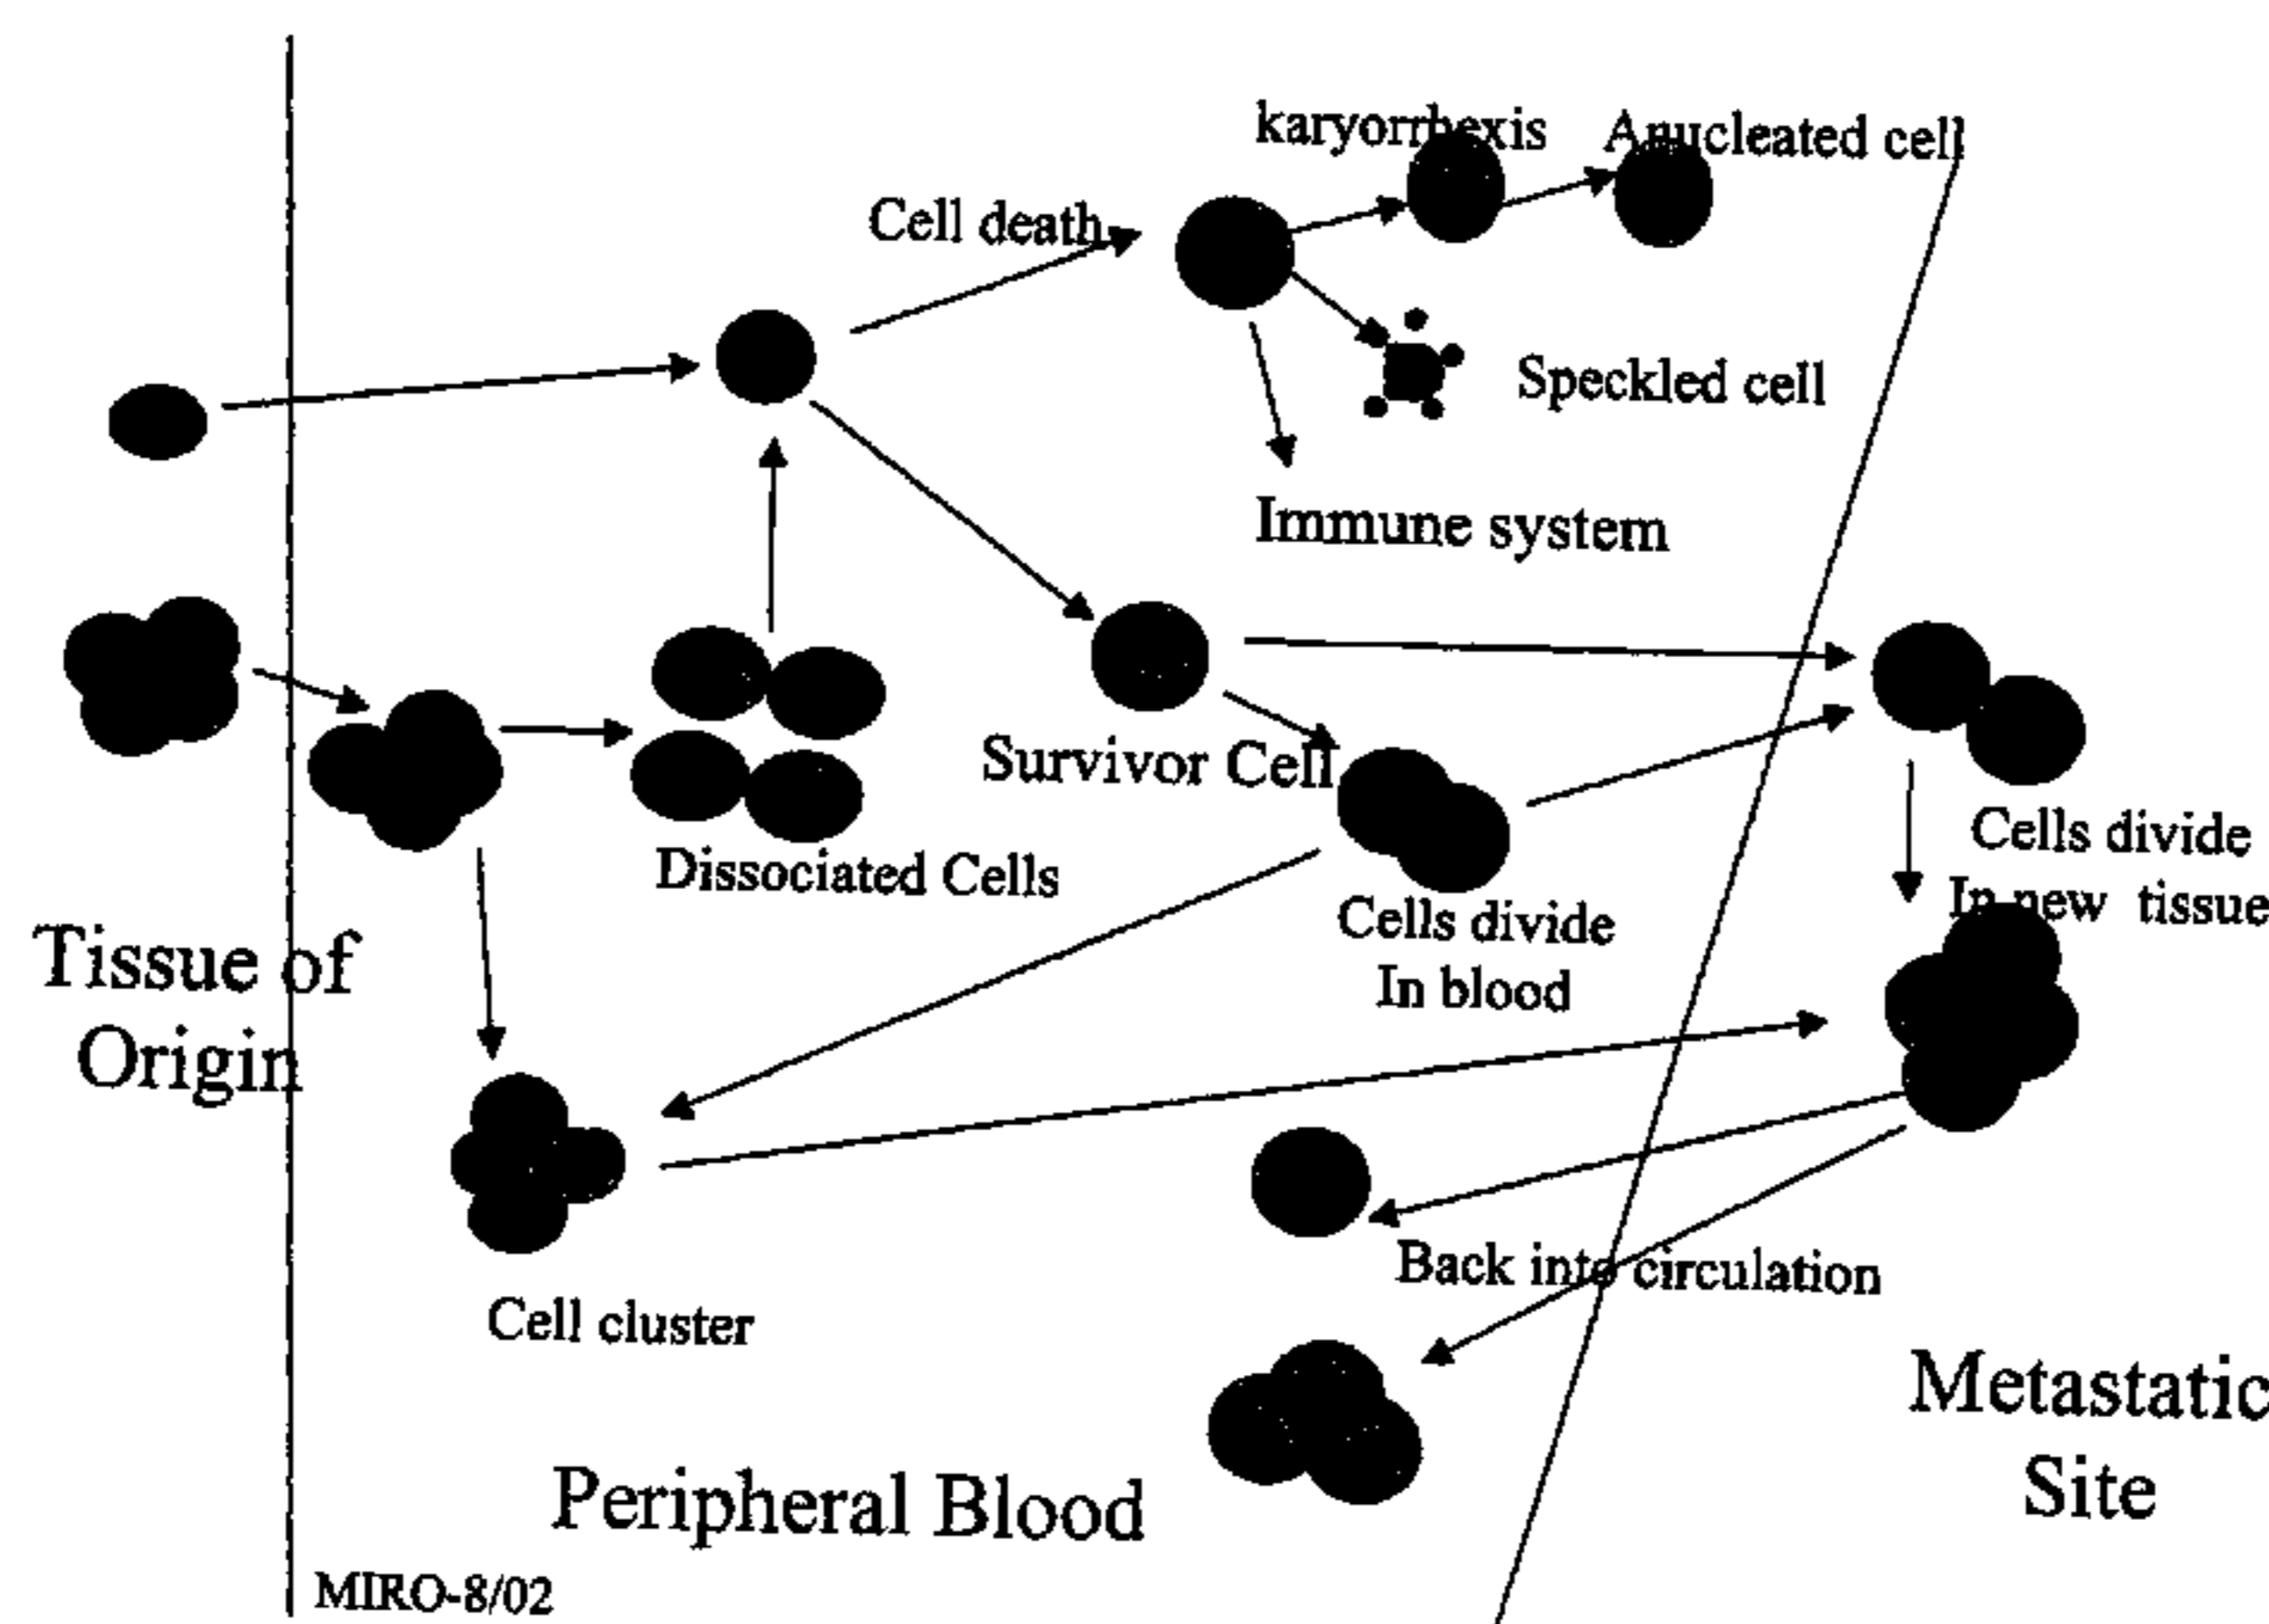 karyorrhexis
Anucleated cell
Cell death
Speckled cell
Immune system
Survivor Cell
Dissociated Cells
Cells divide
In blood
Cells divide
In new tissue
Tissue of
Origin
Cell cluster
Back into circulation
Peripheral Blood
Metastatic
Site
MIRO-8/02